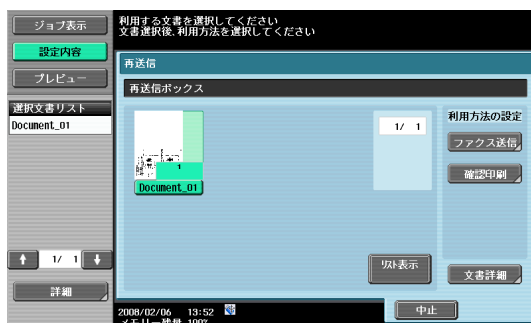 ジョブ表示
設定内容
プレビュー
選択文書リスト
Document_01
1/ 1
詳細
利用する文書を選択してください
文書選択後､利用方法を選択してください
再送信
再送信ボックス
1
Document_01
1/ 1
リスト表示
利用方法の設定
ファクス送信
確認印刷
文書詳細
2008/02/06 13:52
メモリー残量 100%
中止